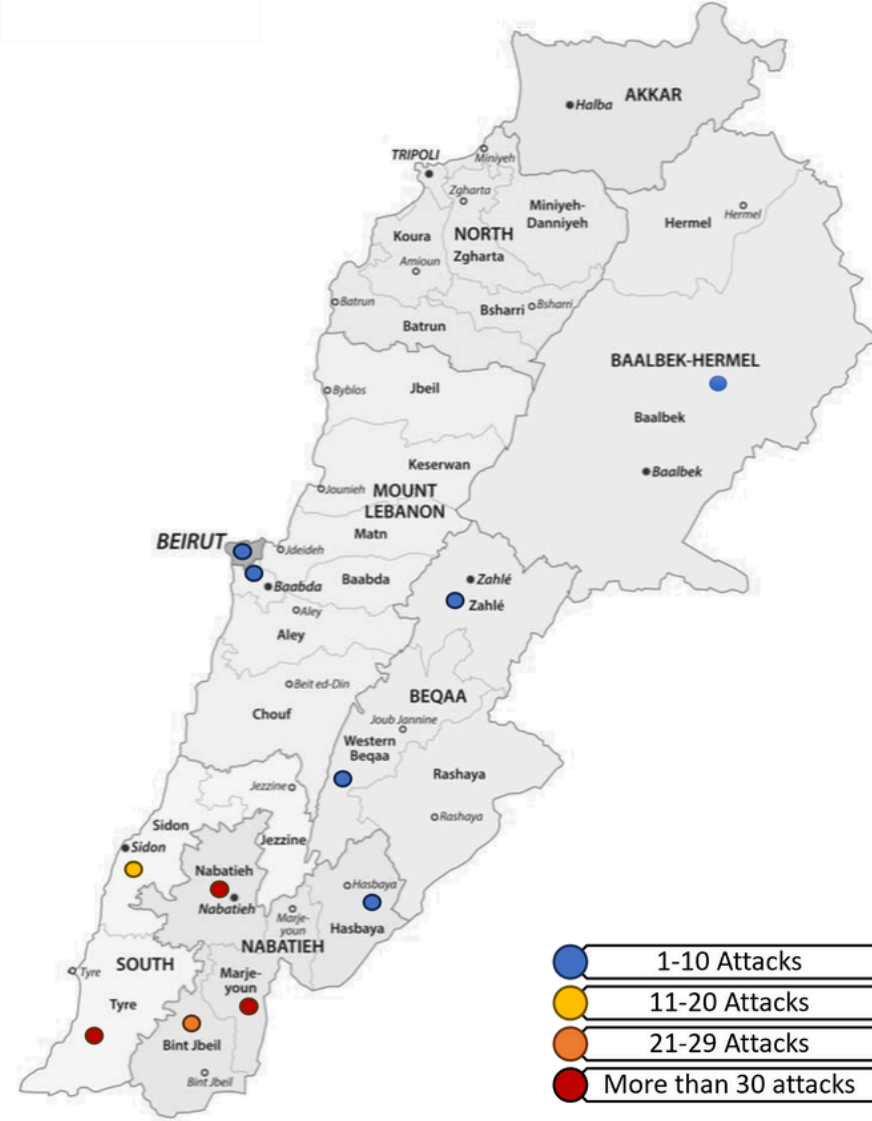 AKKAR
Halba
TRIPOLI
Miniyeh
Zgharta
Miniyeh-
Danniyeh
Hermel
Hermel
Koura
NORTH
Zgharta
Amioun
Batrun
Bsharri
Bsharri
Batrun
BAALBEK-HERMEL
Byblos
Jbeil
Baalbek
Keserwan
Baalbek
Jounieh
MOUNT
LEBANON
Matn
BEIRUT
Jdeideh
Baabda
Baabda
Zahlé
Zahlé
Aley
Aley
Beit ed-Din
Chouf
BEQAA
Joub Jannine
Western
Beqaa
Rashaya
Rashaya
Jezzine
Sidon
Sidon
Jezzine
Nabatieh
Nabatieh
Hasbaya
Hasbaya
Marje-
youn
NABATIEH
SOUTH
Tyre
Tyre
Marje-
youn
Bint Jbeil
Bint Jbeil
1-10 Attacks
11-20 Attacks
21-29 Attacks
More than 30 attacks